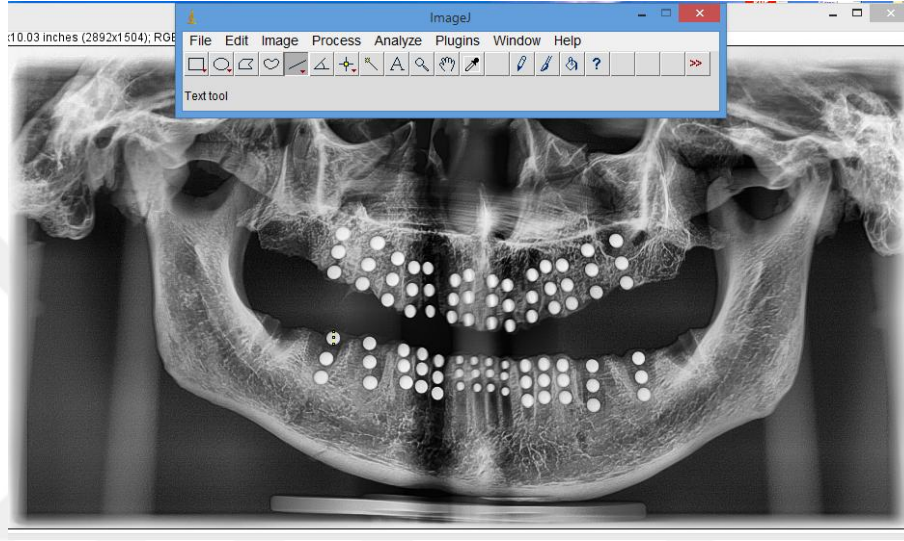 ImageJ
x10.03 inches (2892x1504); RGB
File Edit Image Process Analyze Plugins Window Help
A ? >>
Text tool